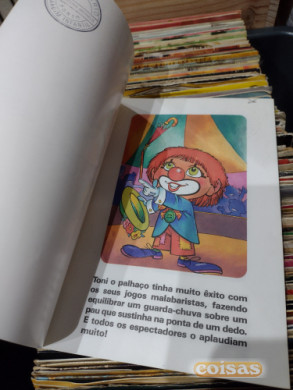 Toni o palhaço tinha muito êxito com
os seus jogos malabaristas, fazendo
equilibrar um guarda-chuva sobre um
pau que sustinha na ponta de um dedo.
E todos os espectadores o aplaudiam
muito!
coisas